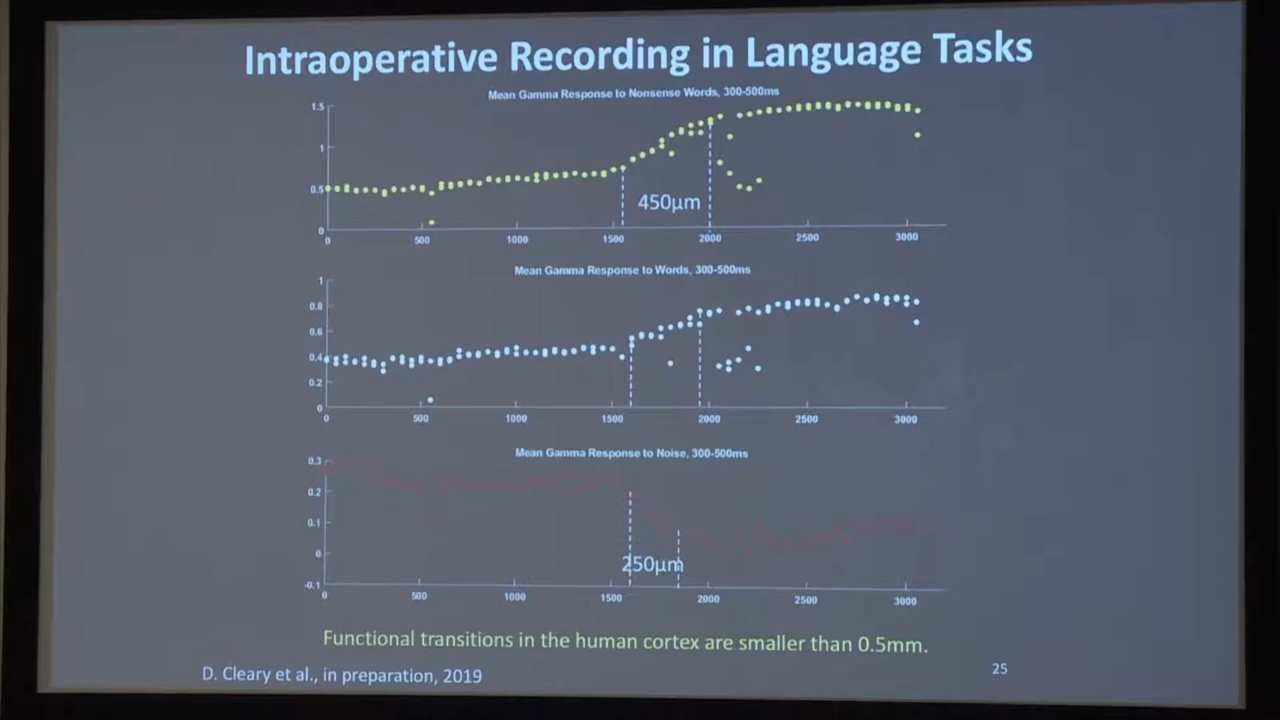 Intraoperative Recording in Language Tasks
Mean Gamma Response to Nonsense Words, 300-500ms
1.5
1
0.5
0
450µm
0 500 1000 1500 2000 2500 3000
Mean Gamma Response to Words, 300-500ms
1
0.8
0.6
0.4
0.2
0
0 500 1000 1500 2000 2500 3000
Mean Gamma Response to Noise, 300-500ms
0.3
0.2
0.1
0
-0.1
250µm
0 500 1000 1500 2000 2500 3000
Functional transitions in the human cortex are smaller than 0.5mm.
D. Cleary et al., in preparation, 2019
25